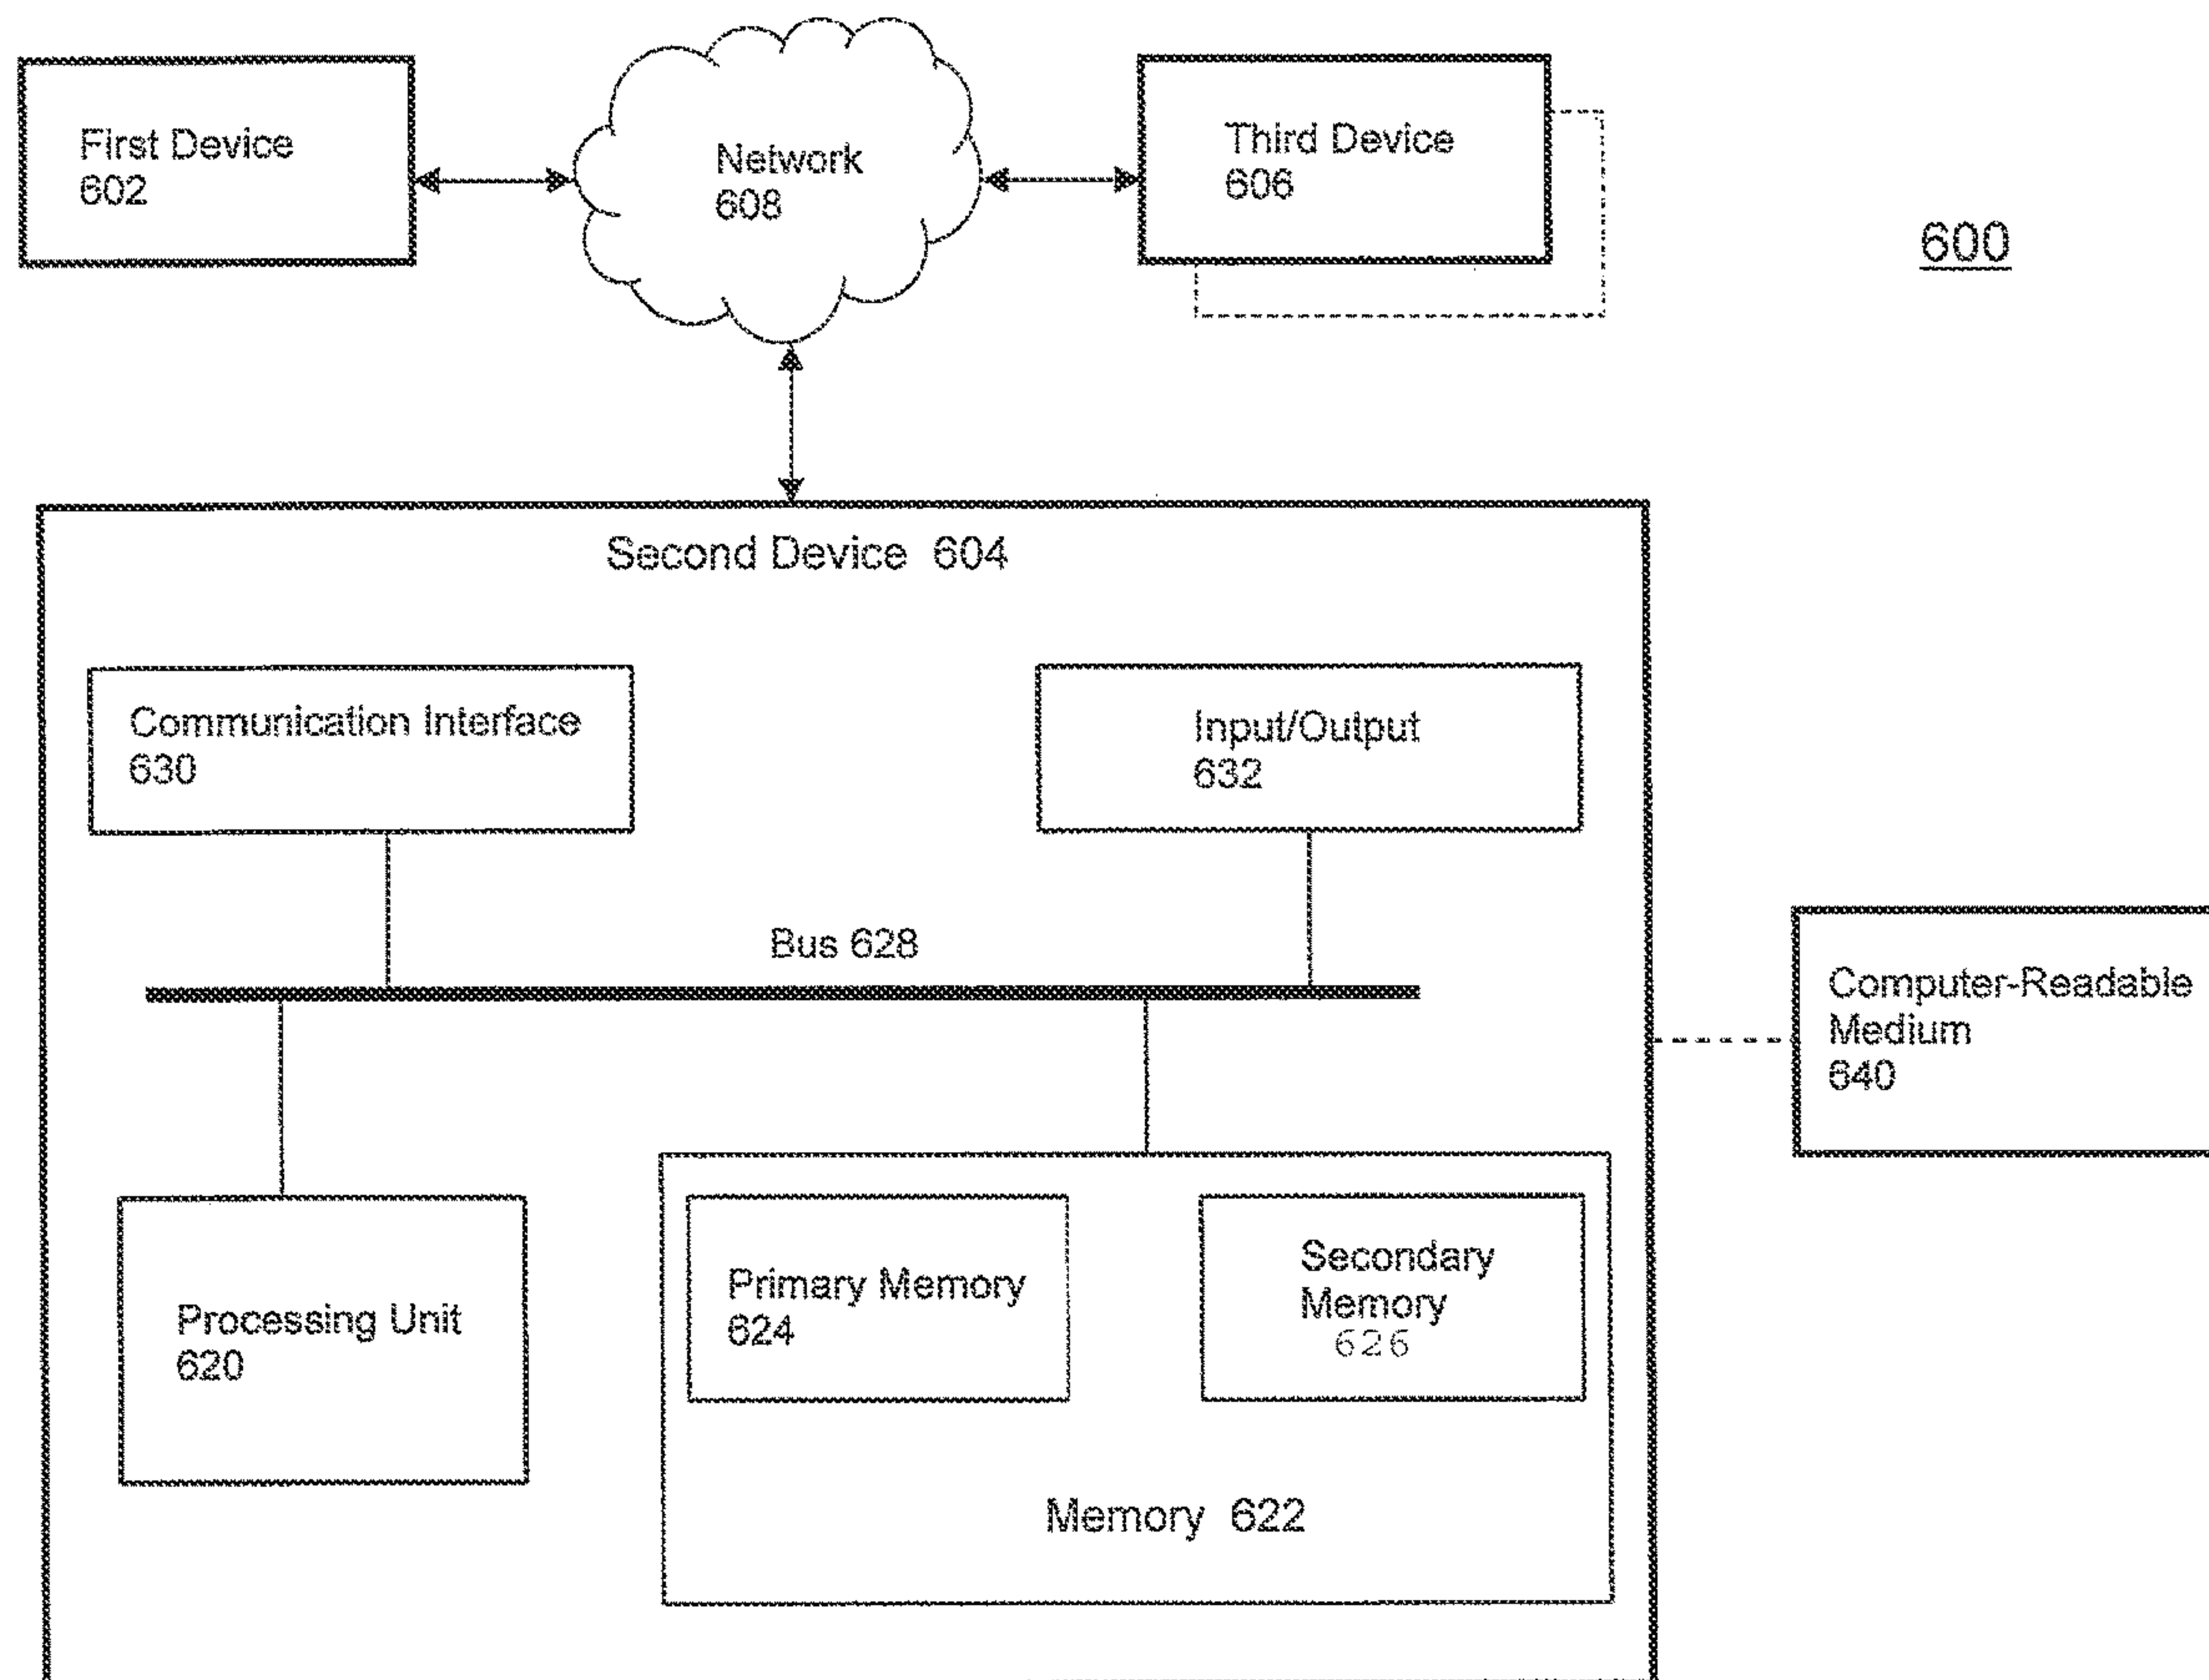 First Device
602
Network
608
Third Device
606
600
Second Device 604
Communication Interface
630
Input/Output
632
Bus 628
Computer-Readable
Medium
640
Processing Unit
620
Primary Memory
624
Secondary
Memory
626
Memory 622